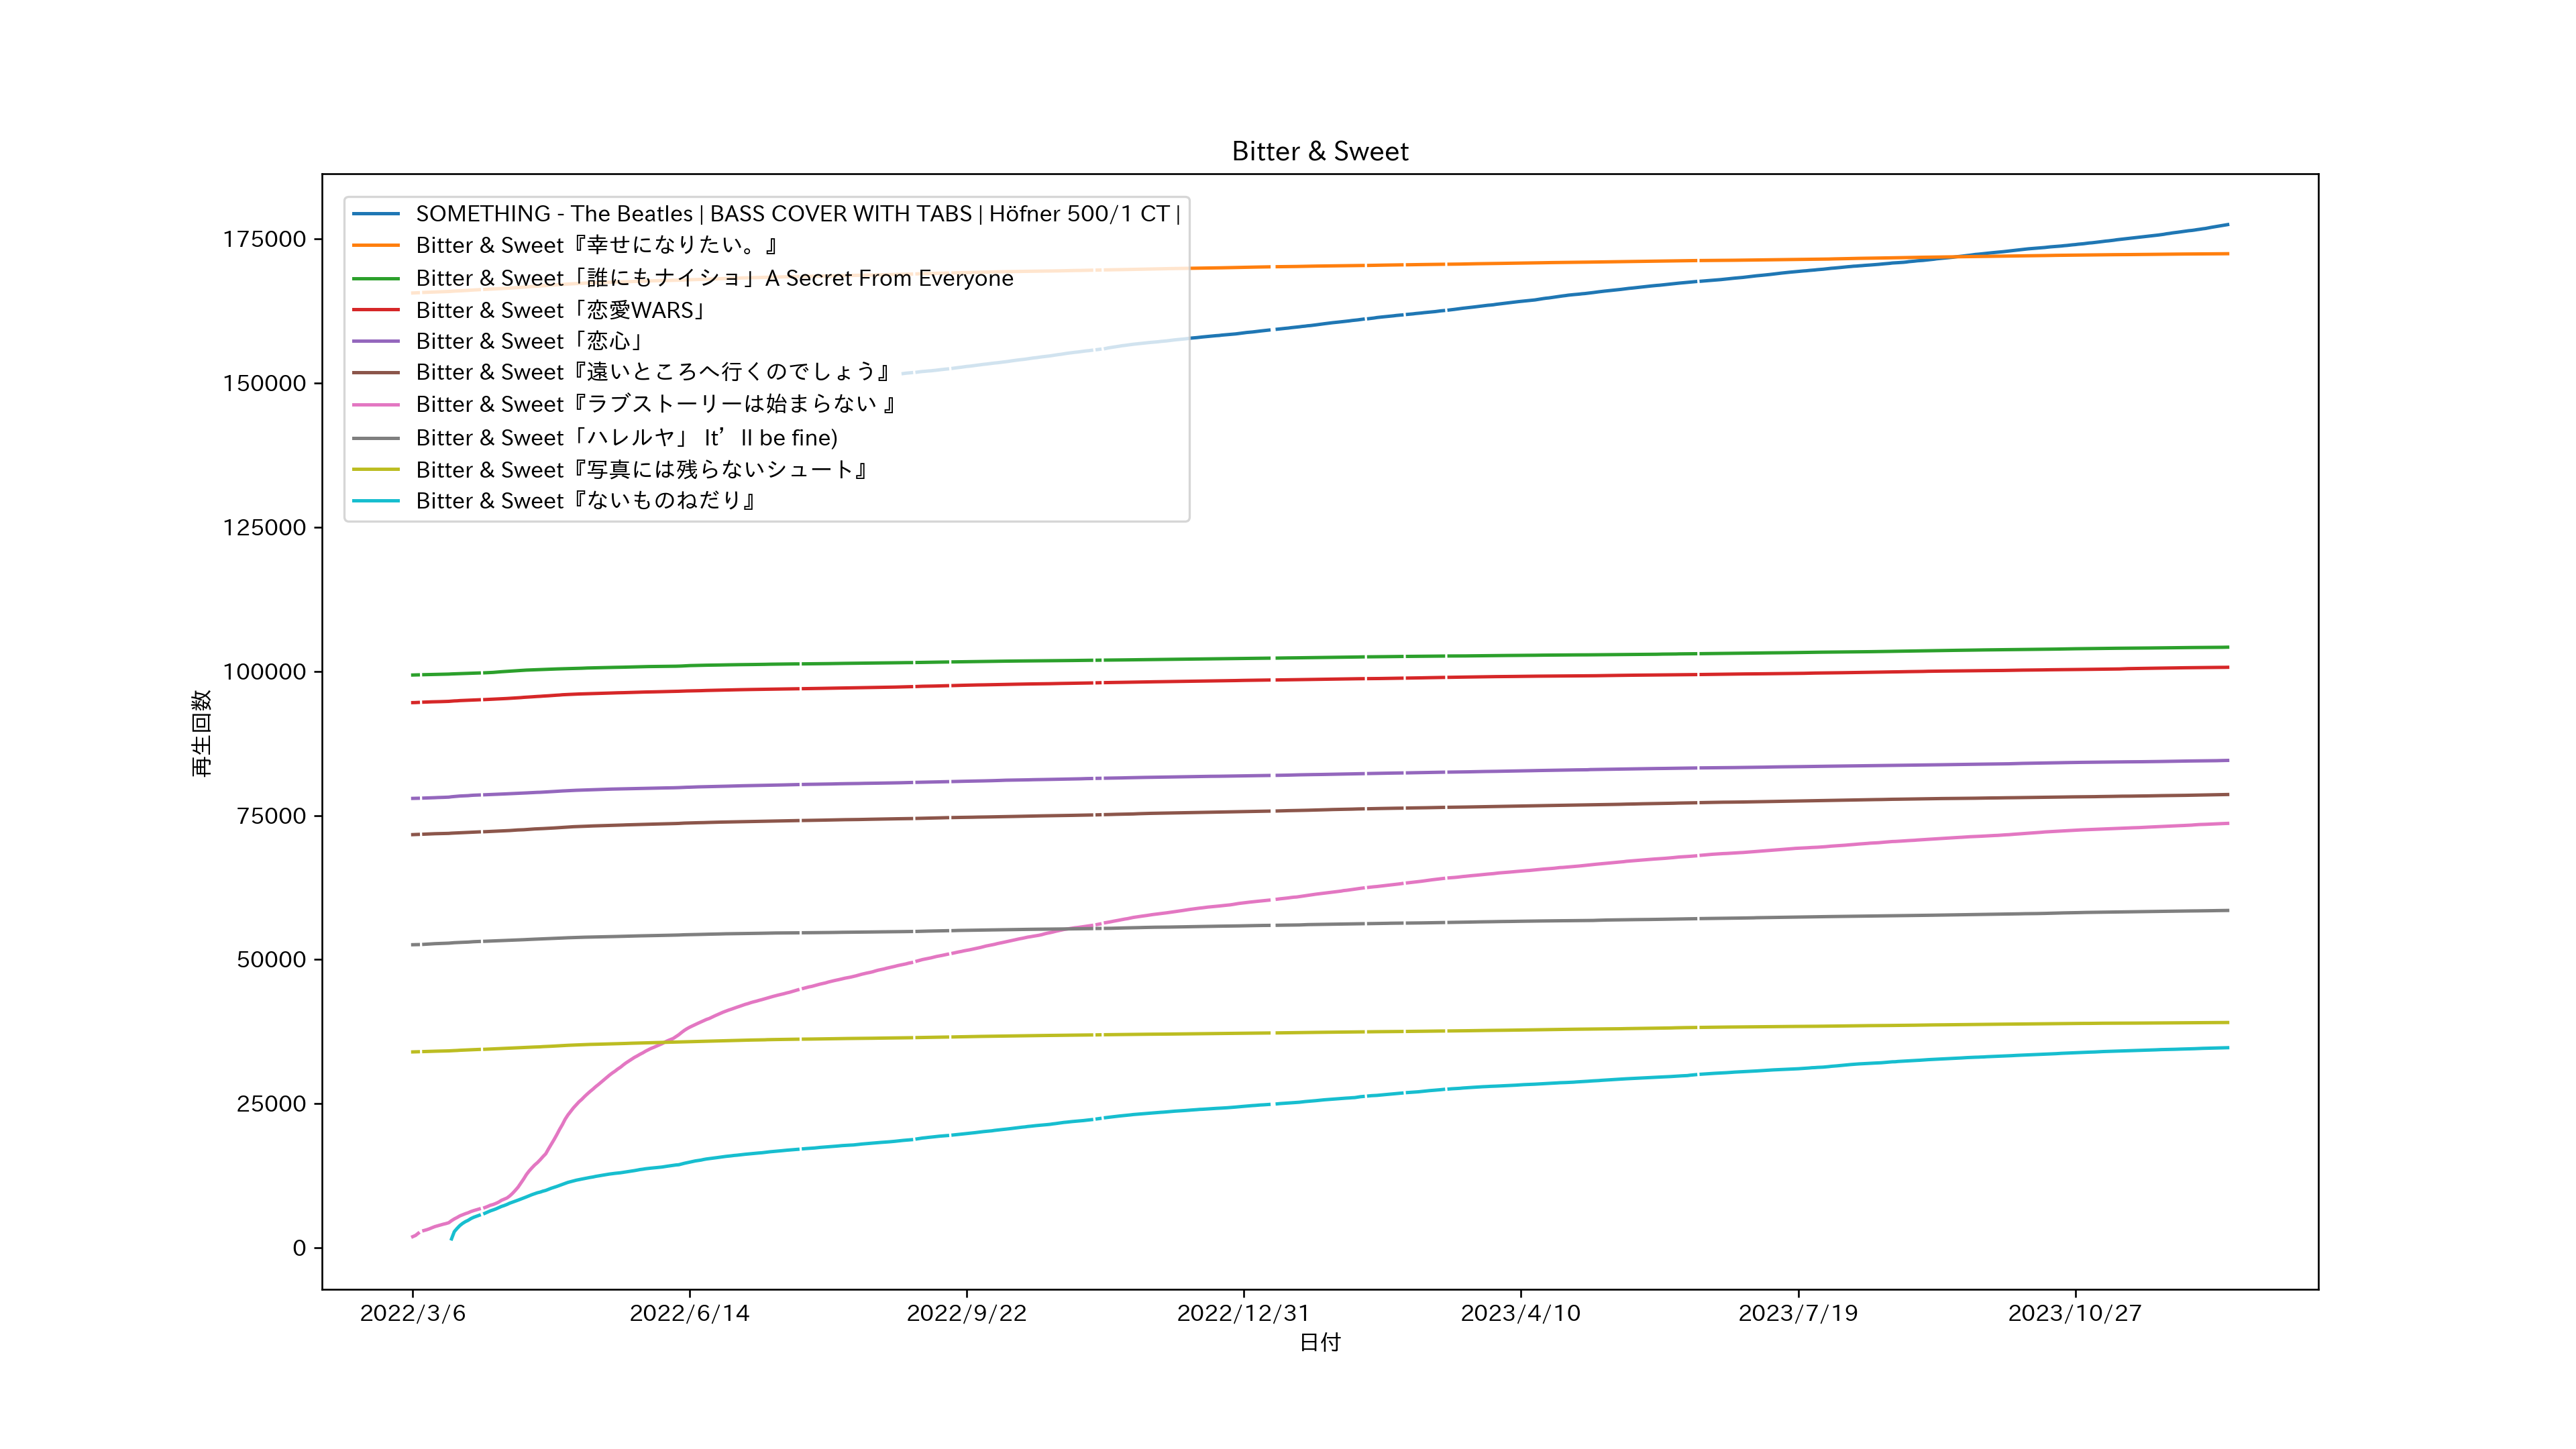 Bitter & Sweet
SOMETHING - The Beatles | BASS COVER WITH TABS | Höfner 500/1 CT |
Bitter & Sweet『幸せになりたい。』
Bitter & Sweet「誰にもナイショ」A Secret From Everyone
Bitter & Sweet「恋愛WARS」
Bitter & Sweet「恋心」
Bitter & Sweet『遠いところへ行くのでしょう』
Bitter & Sweet『ラブストーリーは始まらない 』
Bitter & Sweet「ハレルヤ」 It’ll be fine)
Bitter & Sweet『写真には残らないシュート』
Bitter & Sweet『ないものねだり』
175000
150000
125000
100000
75000
50000
25000
0
再生回数
2022/3/6 2022/6/14 2022/9/22 2022/12/31 2023/4/10 2023/7/19 2023/10/27
日付